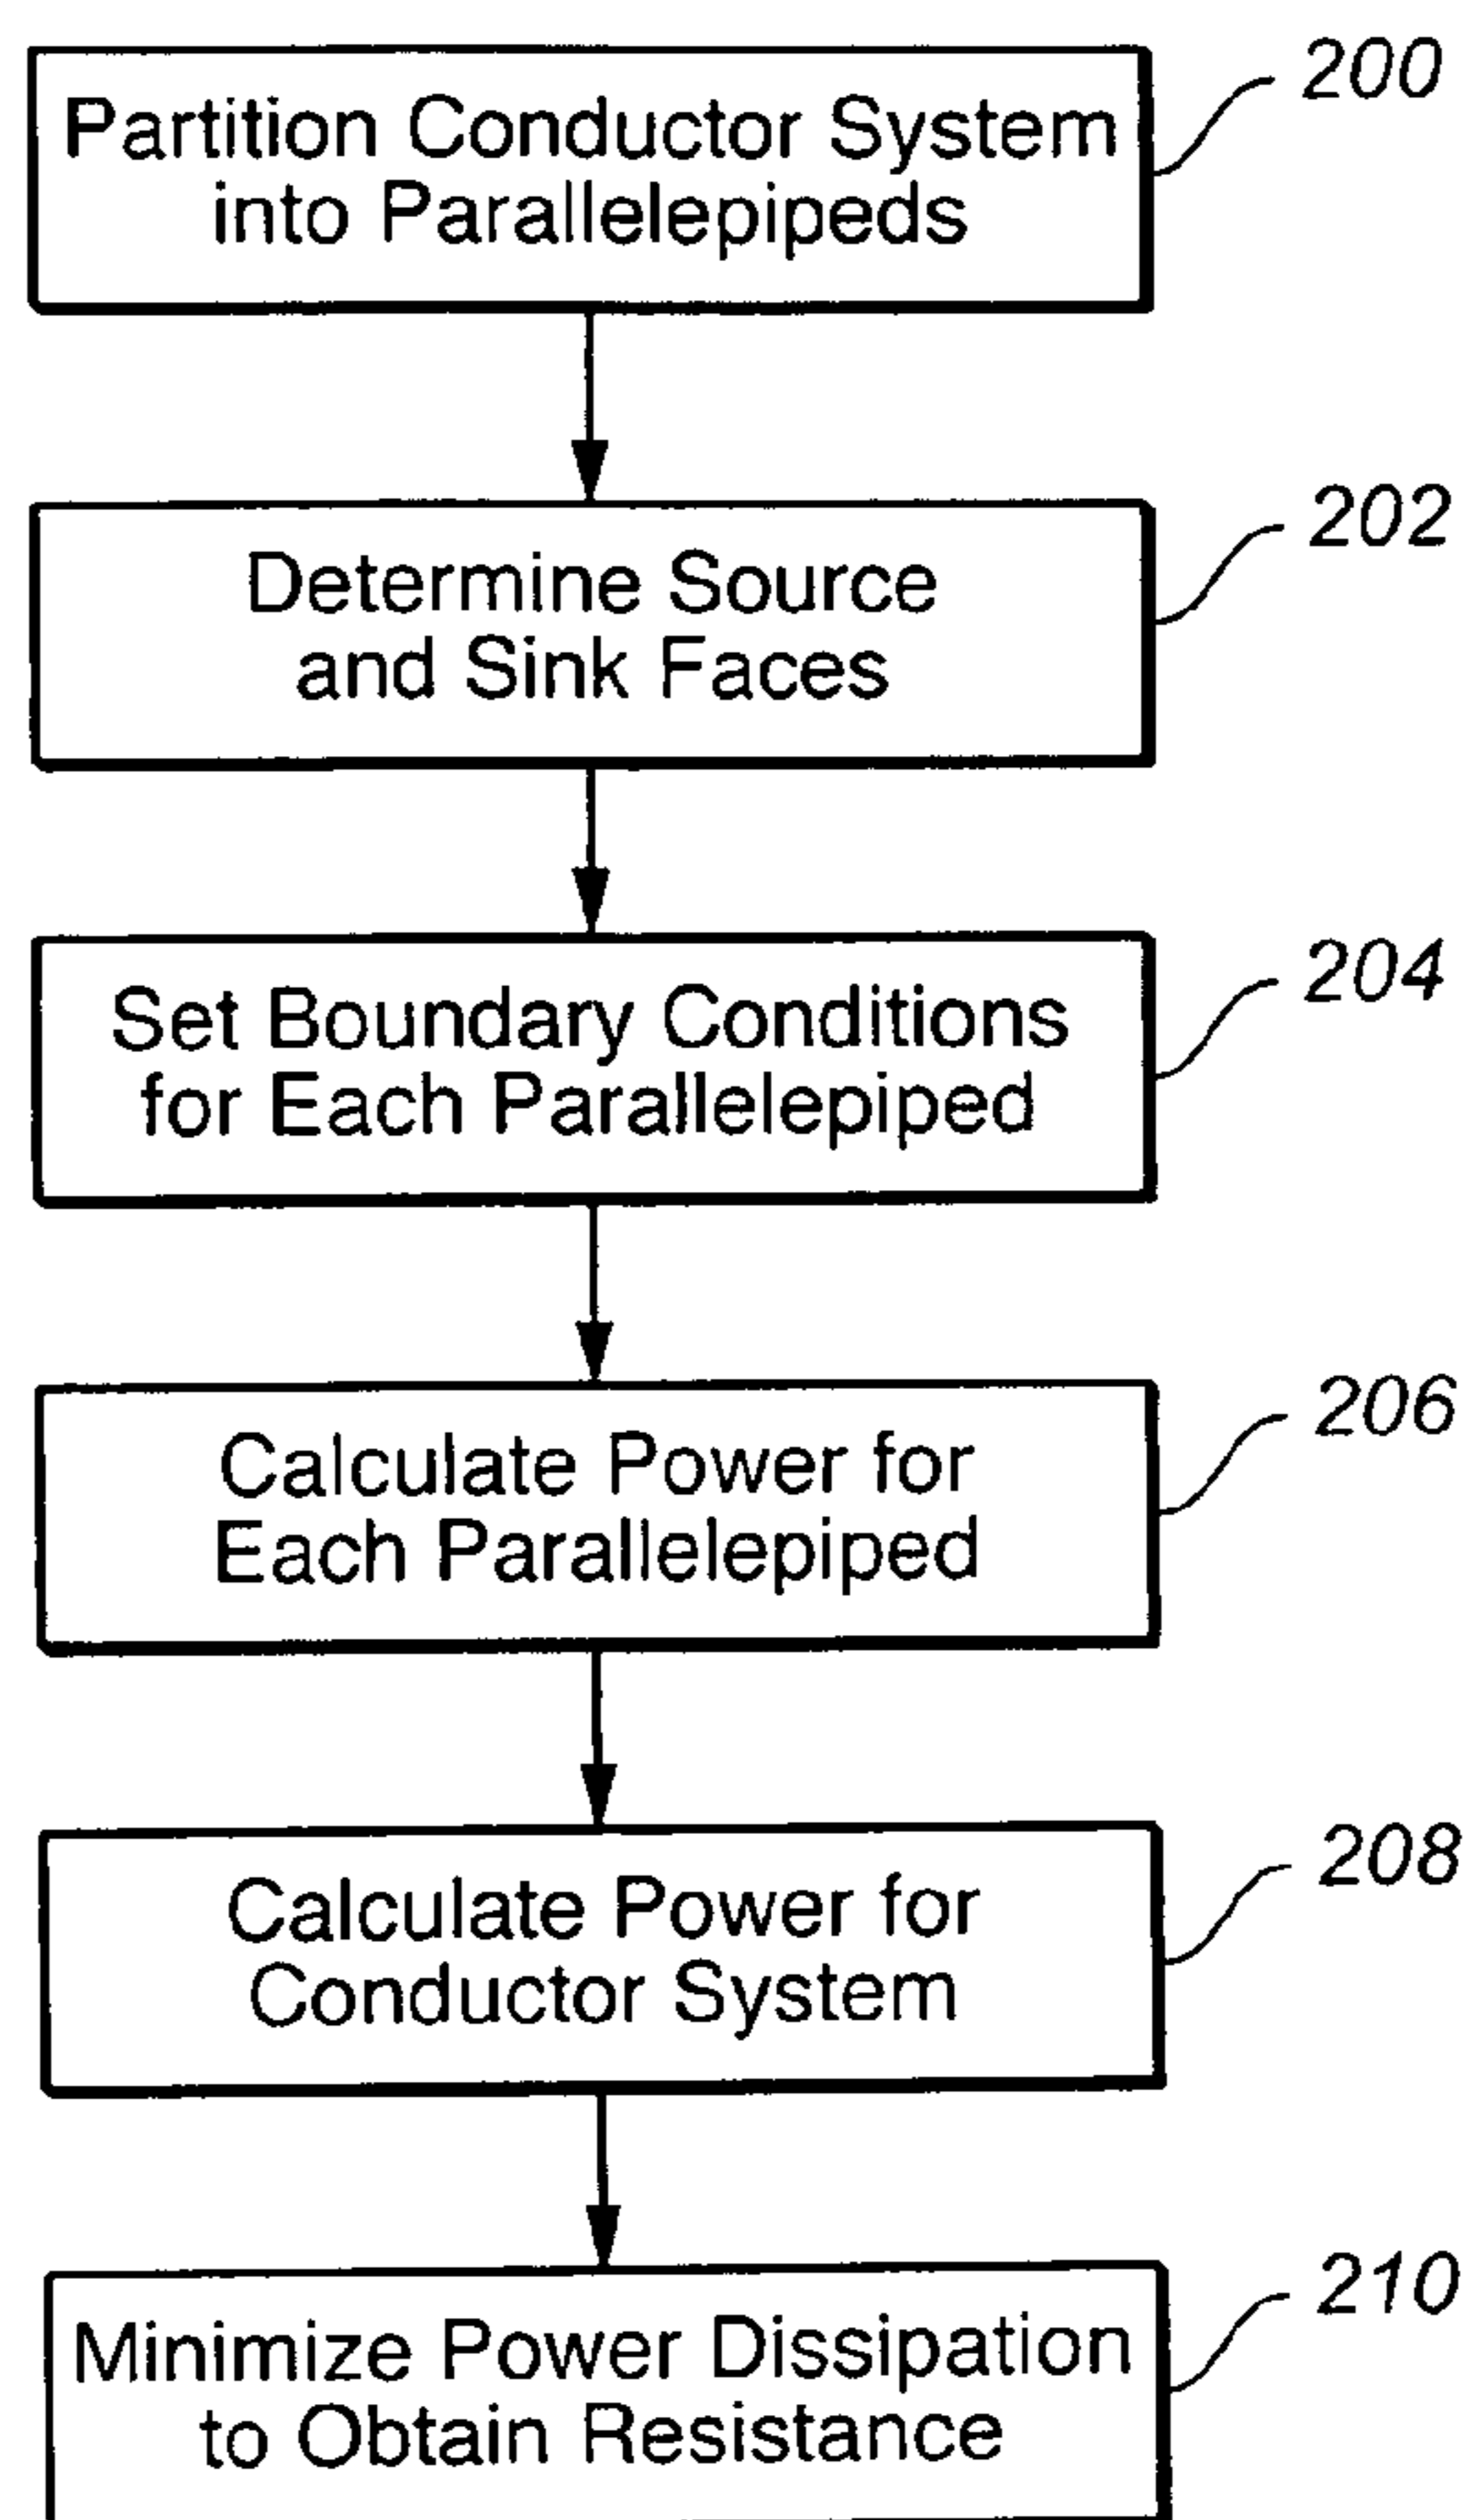 Partition Conductor System
into Parallelepipeds
200
Determine Source
and Sink Faces
202
Set Boundary Conditions
for Each Parallelepiped
204
Calculate Power for
Each Parallelepiped
206
Calculate Power for
Conductor System
208
Minimize Power Dissipation
to Obtain Resistance
210